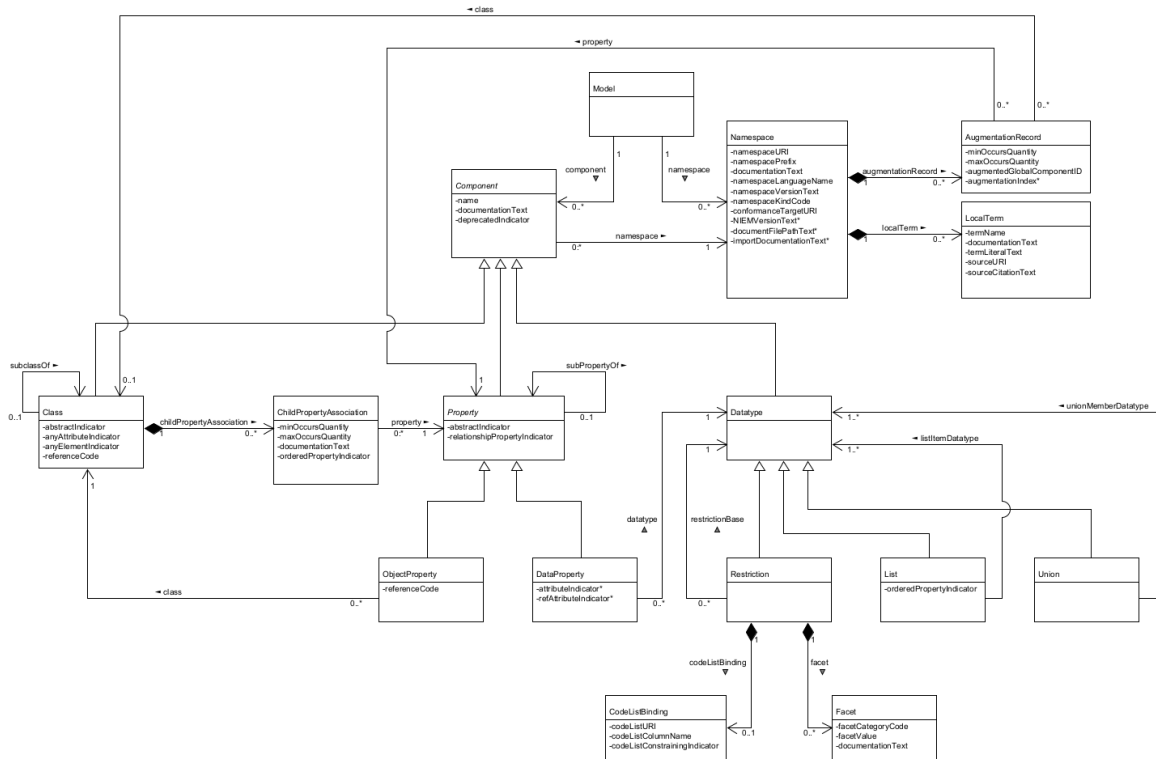 ◄ class
◄ property
Model
0..*
0..*
Namespace
-namespaceURI
-namespacePrefix
-documentationText
-namespaceLanguageName
-namespaceVersionText
-namespaceKindCode
-conformanceTargetURI
-NIEMVersionText*
-documentFilePathText*
-importDocumentationText*
AugmentationRecord
-minOccursQuantity
-maxOccursQuantity
-augmentedGlobalComponentID
-augmentationIndex*
1
1
component
▼
namespace
▼
augmentationRecord ►
1
0..*
Component
-name
-documentationText
-deprecatedIndicator
0..*
0..*
LocalTerm
-termName
-documentationText
-termLiteralText
-sourceURI
-sourceCitationText
localTerm ►
1
0..*
namespace ►
0..*
1
subclassOf ►
0..1
0..1
1
subPropertyOf ►
0..1
Class
-abstractIndicator
-anyAttributeIndicator
-anyElementIndicator
-referenceCode
childPropertyAssociation ►
1
0..*
ChildPropertyAssociation
-minOccursQuantity
-maxOccursQuantity
-documentationText
-orderedPropertyIndicator
property ►
0..*
1
Property
-abstractIndicator
-relationshipPropertyIndicator
Datatype
1
1
1..*
1..*
◄ unionMemberDatatype
◄ listItemDatatype
1
datatype
▲
restrictionBase
▲
ObjectProperty
-referenceCode
DataProperty
-attributeIndicator*
-refAttributeIndicator*
Restriction
List
-orderedPropertyIndicator
Union
◄ class
0..*
0..*
0..*
1
1
codeListBinding
▼
facet
▼
CodeListBinding
-codeListURI
-codeListColumnName
-codeListConstrainingIndicator
0..1
0..*
Facet
-facetCategoryCode
-facetValue
-documentationText